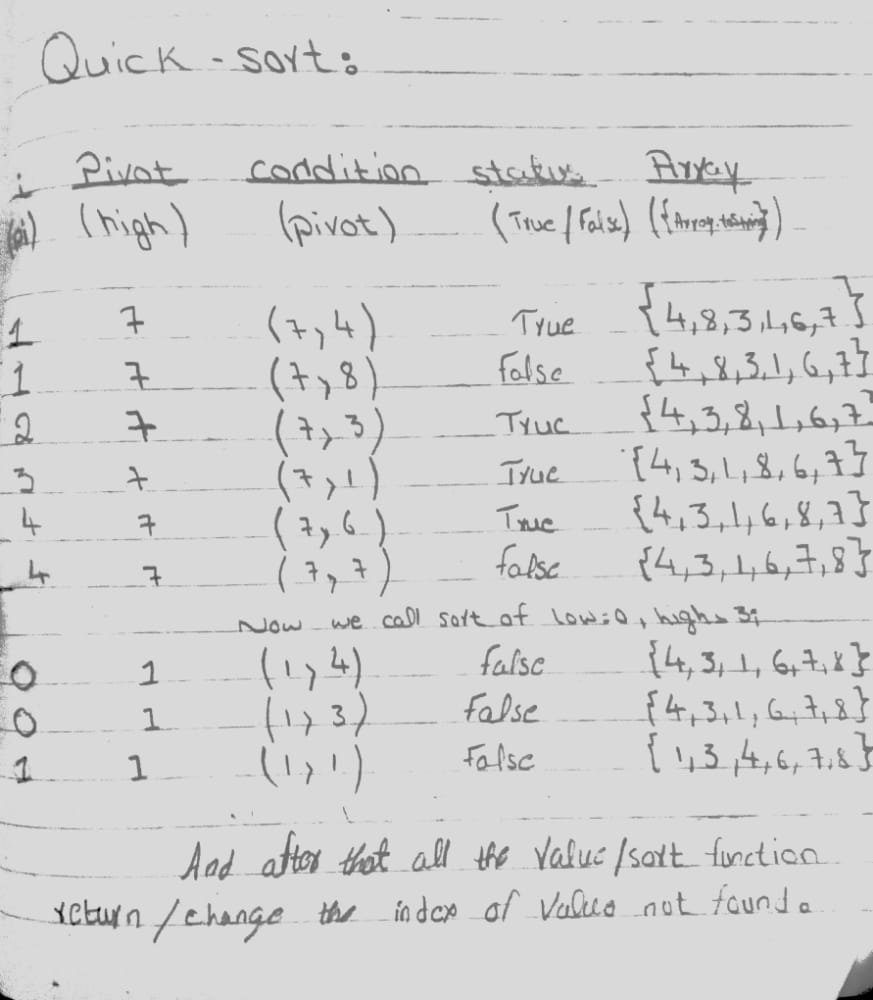 Quick - sort:
i Pivot condition status Array
(pi) (high) (pivot) (True / False) ({Array.toString})
1 7 (7, 4) True {4,8,3,1,6,7}
1 7 (7, 8) False {4,8,3,1,6,7}
2 7 (7, 3) True {4,3,8,1,6,7}
3 7 (7, 1) True {4,3,1,8,6,7}
4 7 (7, 6) True {4,3,1,6,8,7}
4 7 (7, 7) false {4,3,1,6,7,8}
Now we call sort of low=0, high=3;
0 1 (1, 4) false {4,3,1,6,7,8}
0 1 (1, 3) False {4,3,1,6,7,8}
1 1 (1, 1) False {1,3,4,6,7,8}
And after that all the value/sort function
return/change the index of value not found.